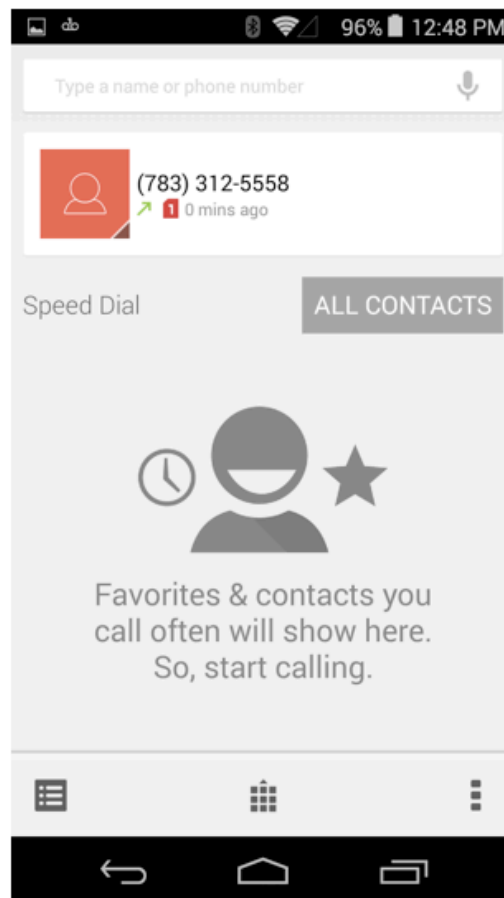 96% 12:48 PM
Type a name or phone number
(783) 312-5558
1 0 mins ago
Speed Dial
ALL CONTACTS
Favorites & contacts you
call often will show here.
So, start calling.